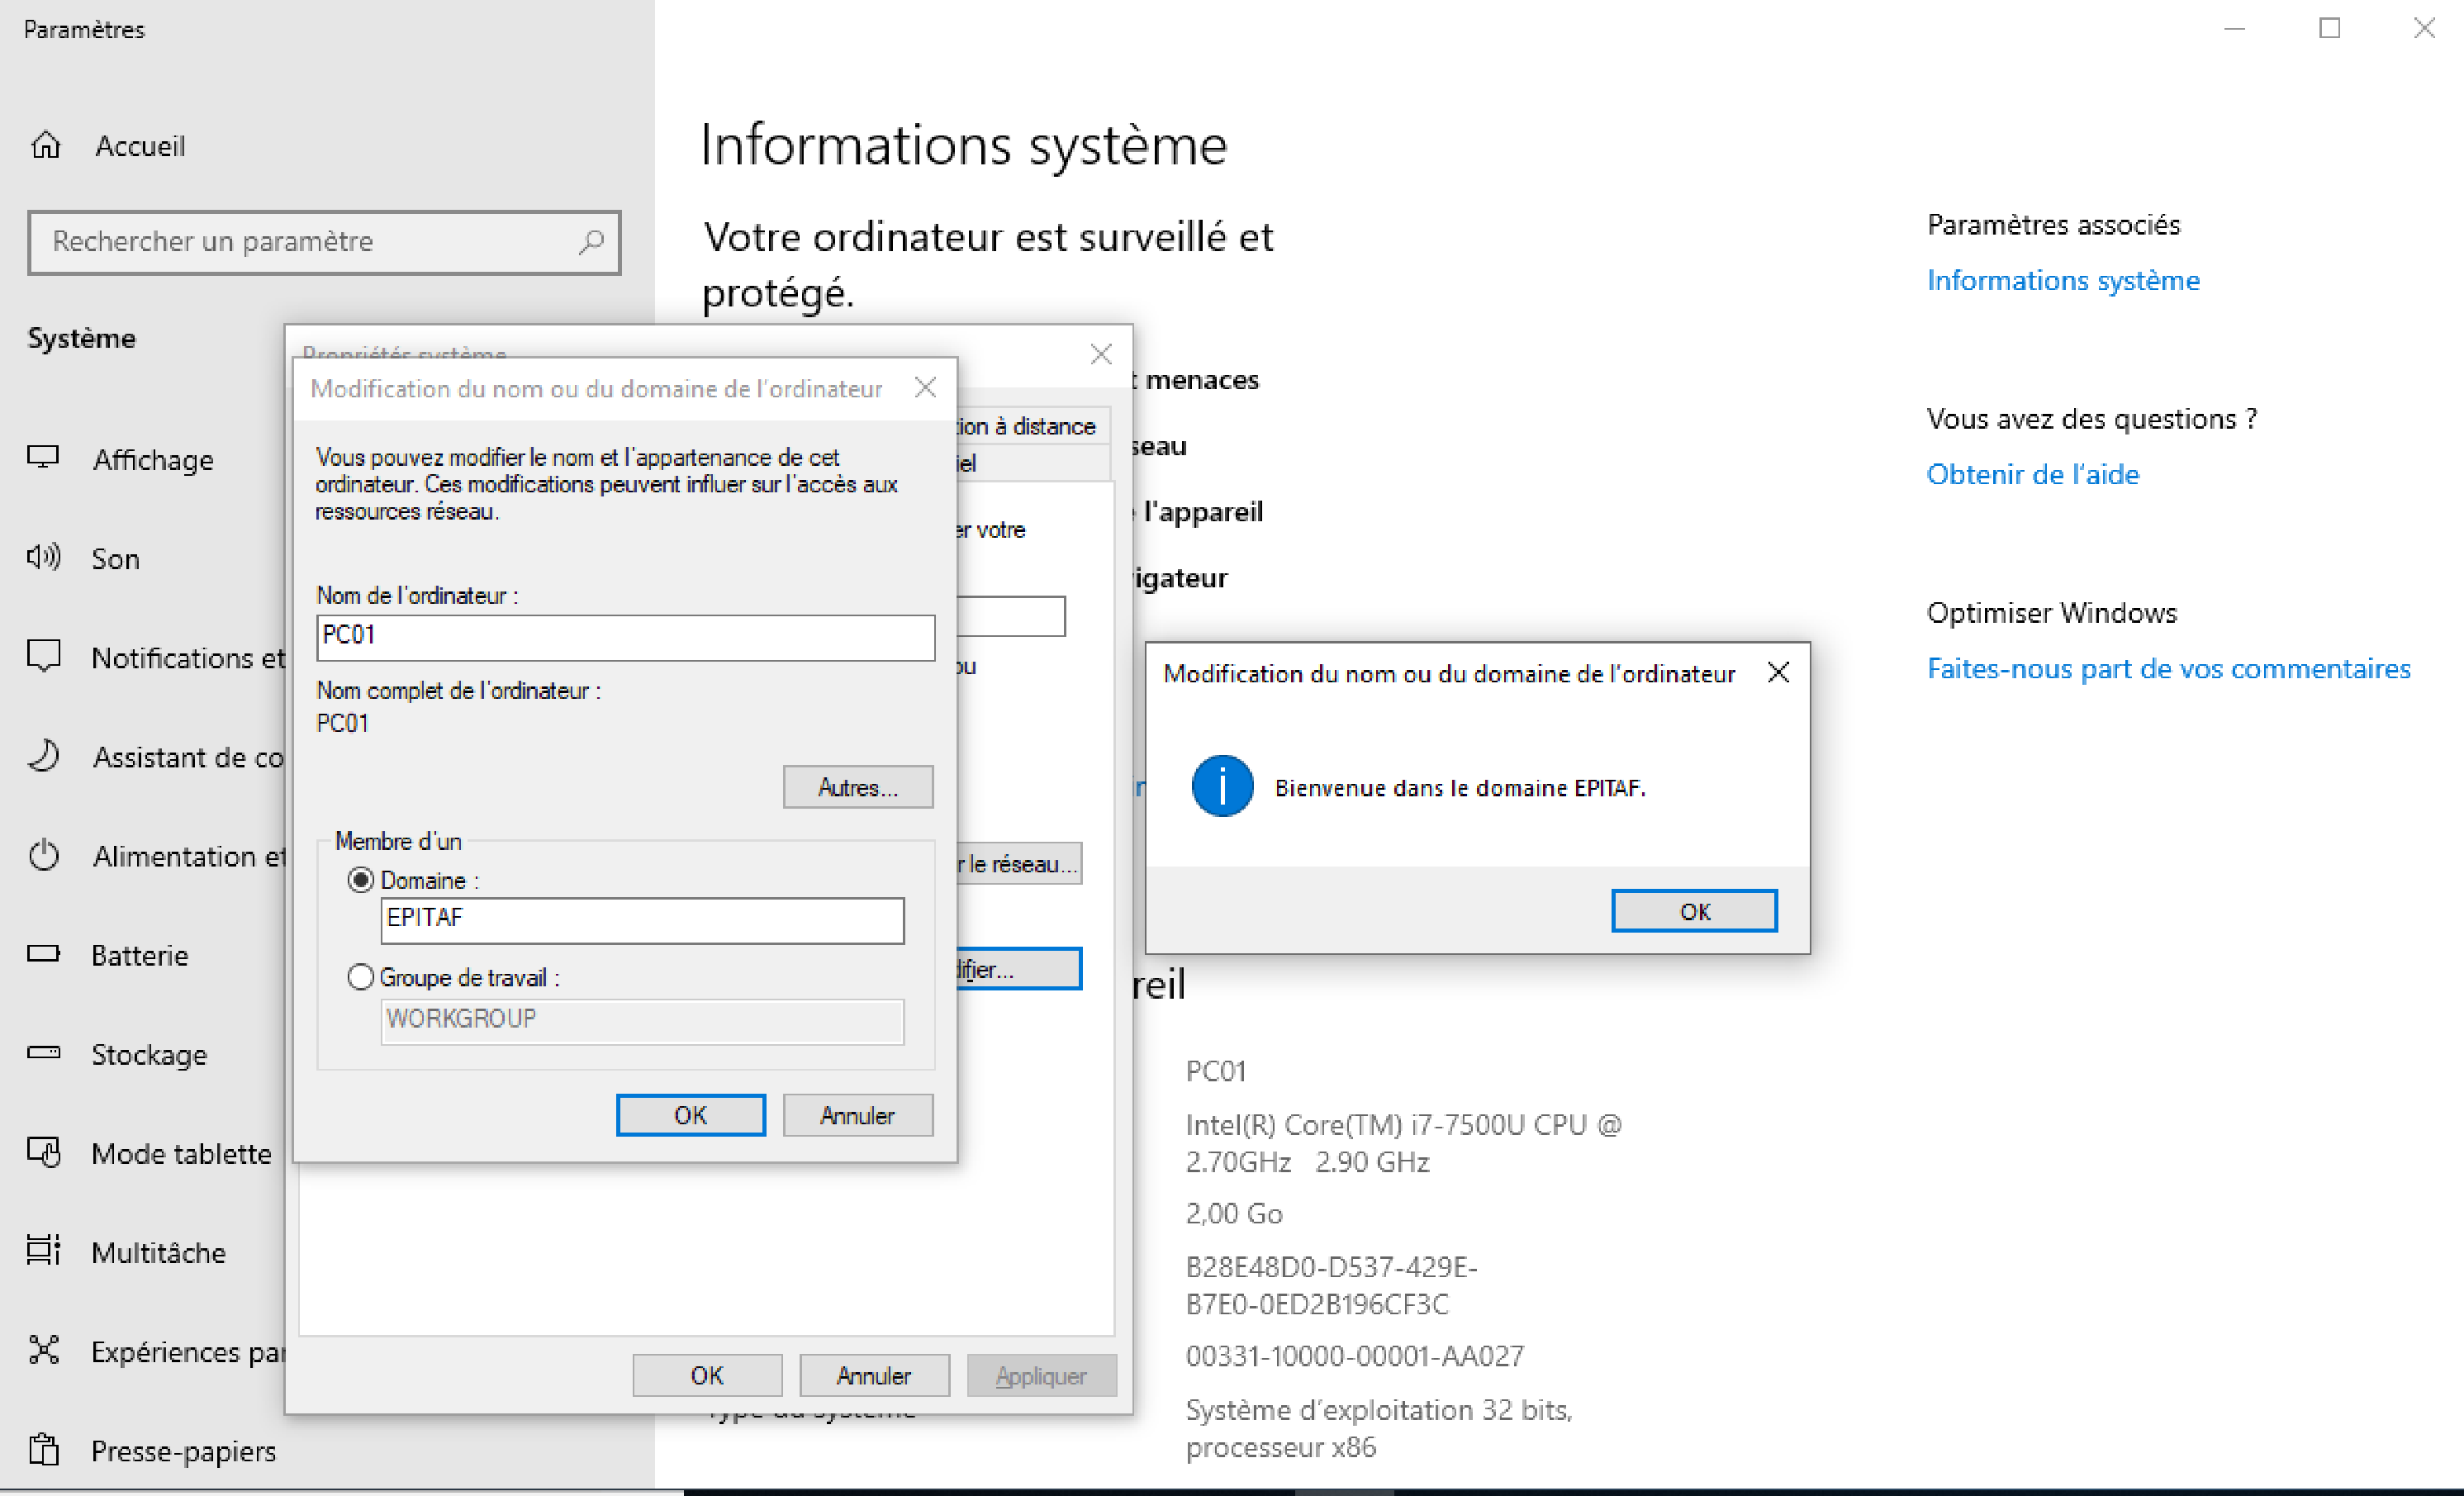 Paramètres
Accueil
Rechercher un paramètre
Système
Affichage
Son
Notifications et
Assistant de co
Alimentation et
Batterie
Stockage
Mode tablette
Multitâche
Expériences par
Presse-papiers
Informations système
Votre ordinateur est surveillé et
protégé.
t menaces
seau
l'appareil
igateur
reil
PC01
Intel(R) Core(TM) i7-7500U CPU @
2.70GHz 2.90 GHz
2,00 Go
B28E48D0-D537-429E-
B7E0-0ED2B196CF3C
00331-10000-00001-AA027
Type du système
Système d'exploitation 32 bits,
processeur x86
Paramètres associés
Informations système
Vous avez des questions ?
Obtenir de l'aide
Optimiser Windows
Faites-nous part de vos commentaires
Propriétés système
tion à distance
iel
er votre
ou
r le réseau...
difier...
OK
Annuler
Appliquer
Modification du nom ou du domaine de l'ordinateur
Vous pouvez modifier le nom et l'appartenance de cet
ordinateur. Ces modifications peuvent influer sur l'accès aux
ressources réseau.
Nom de l'ordinateur :
PC01
Nom complet de l'ordinateur :
PC01
Autres...
Membre d'un
Domaine :
EPITAF
Groupe de travail :
WORKGROUP
OK
Annuler
Modification du nom ou du domaine de l'ordinateur
Bienvenue dans le domaine EPITAF.
OK